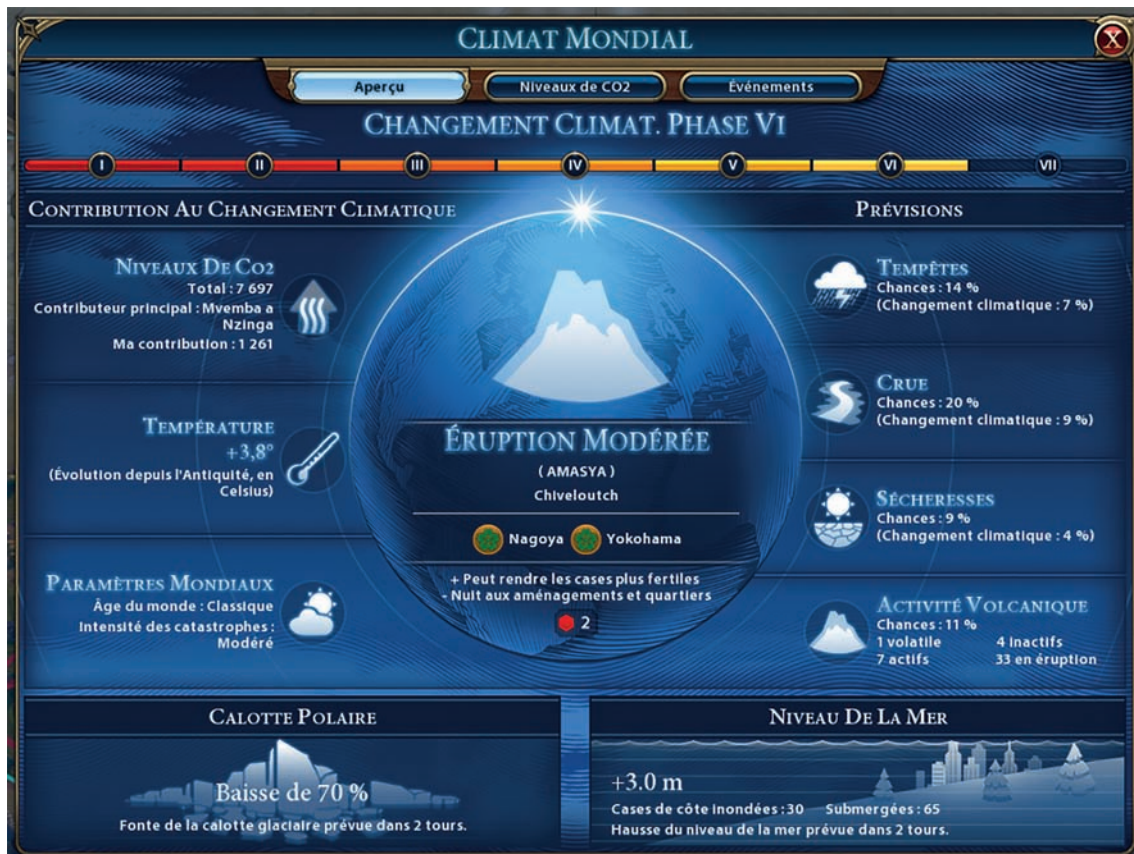 CLIMAT MONDIAL
X
Aperçu
Niveaux de CO2
Événements
CHANGEMENT CLIMAT. PHASE VI
I II III IV V VI VII
CONTRIBUTION AU CHANGEMENT CLIMATIQUE
NIVEAUX DE CO2
Total : 7 697
Contributeur principal : Mvemba a
Nzinga
Ma contribution : 1 261
TEMPÉRATURE
+3,8°
(Évolution depuis l'Antiquité, en
Celsius)
PARAMÈTRES MONDIAUX
Âge du monde : Classique
Intensité des catastrophes :
Modéré
ÉRUPTION MODÉRÉE
( AMASYA )
Chiveloutch
Nagoya Yokohama
+ Peut rendre les cases plus fertiles
- Nuit aux aménagements et quartiers
2
PRÉVISIONS
TEMPÊTES
Chances : 14 %
(Changement climatique : 7 %)
CRUE
Chances : 20 %
(Changement climatique : 9 %)
SÉCHERESSES
Chances : 9 %
(Changement climatique : 4 %)
ACTIVITÉ VOLCANIQUE
Chances : 11 %
1 volatile 4 inactifs
7 actifs 33 en éruption
CALOTTE POLAIRE
Baisse de 70 %
Fonte de la calotte glaciaire prévue dans 2 tours.
NIVEAU DE LA MER
+3.0 m
Cases de côte inondées : 30 Submergées : 65
Hausse du niveau de la mer prévue dans 2 tours.